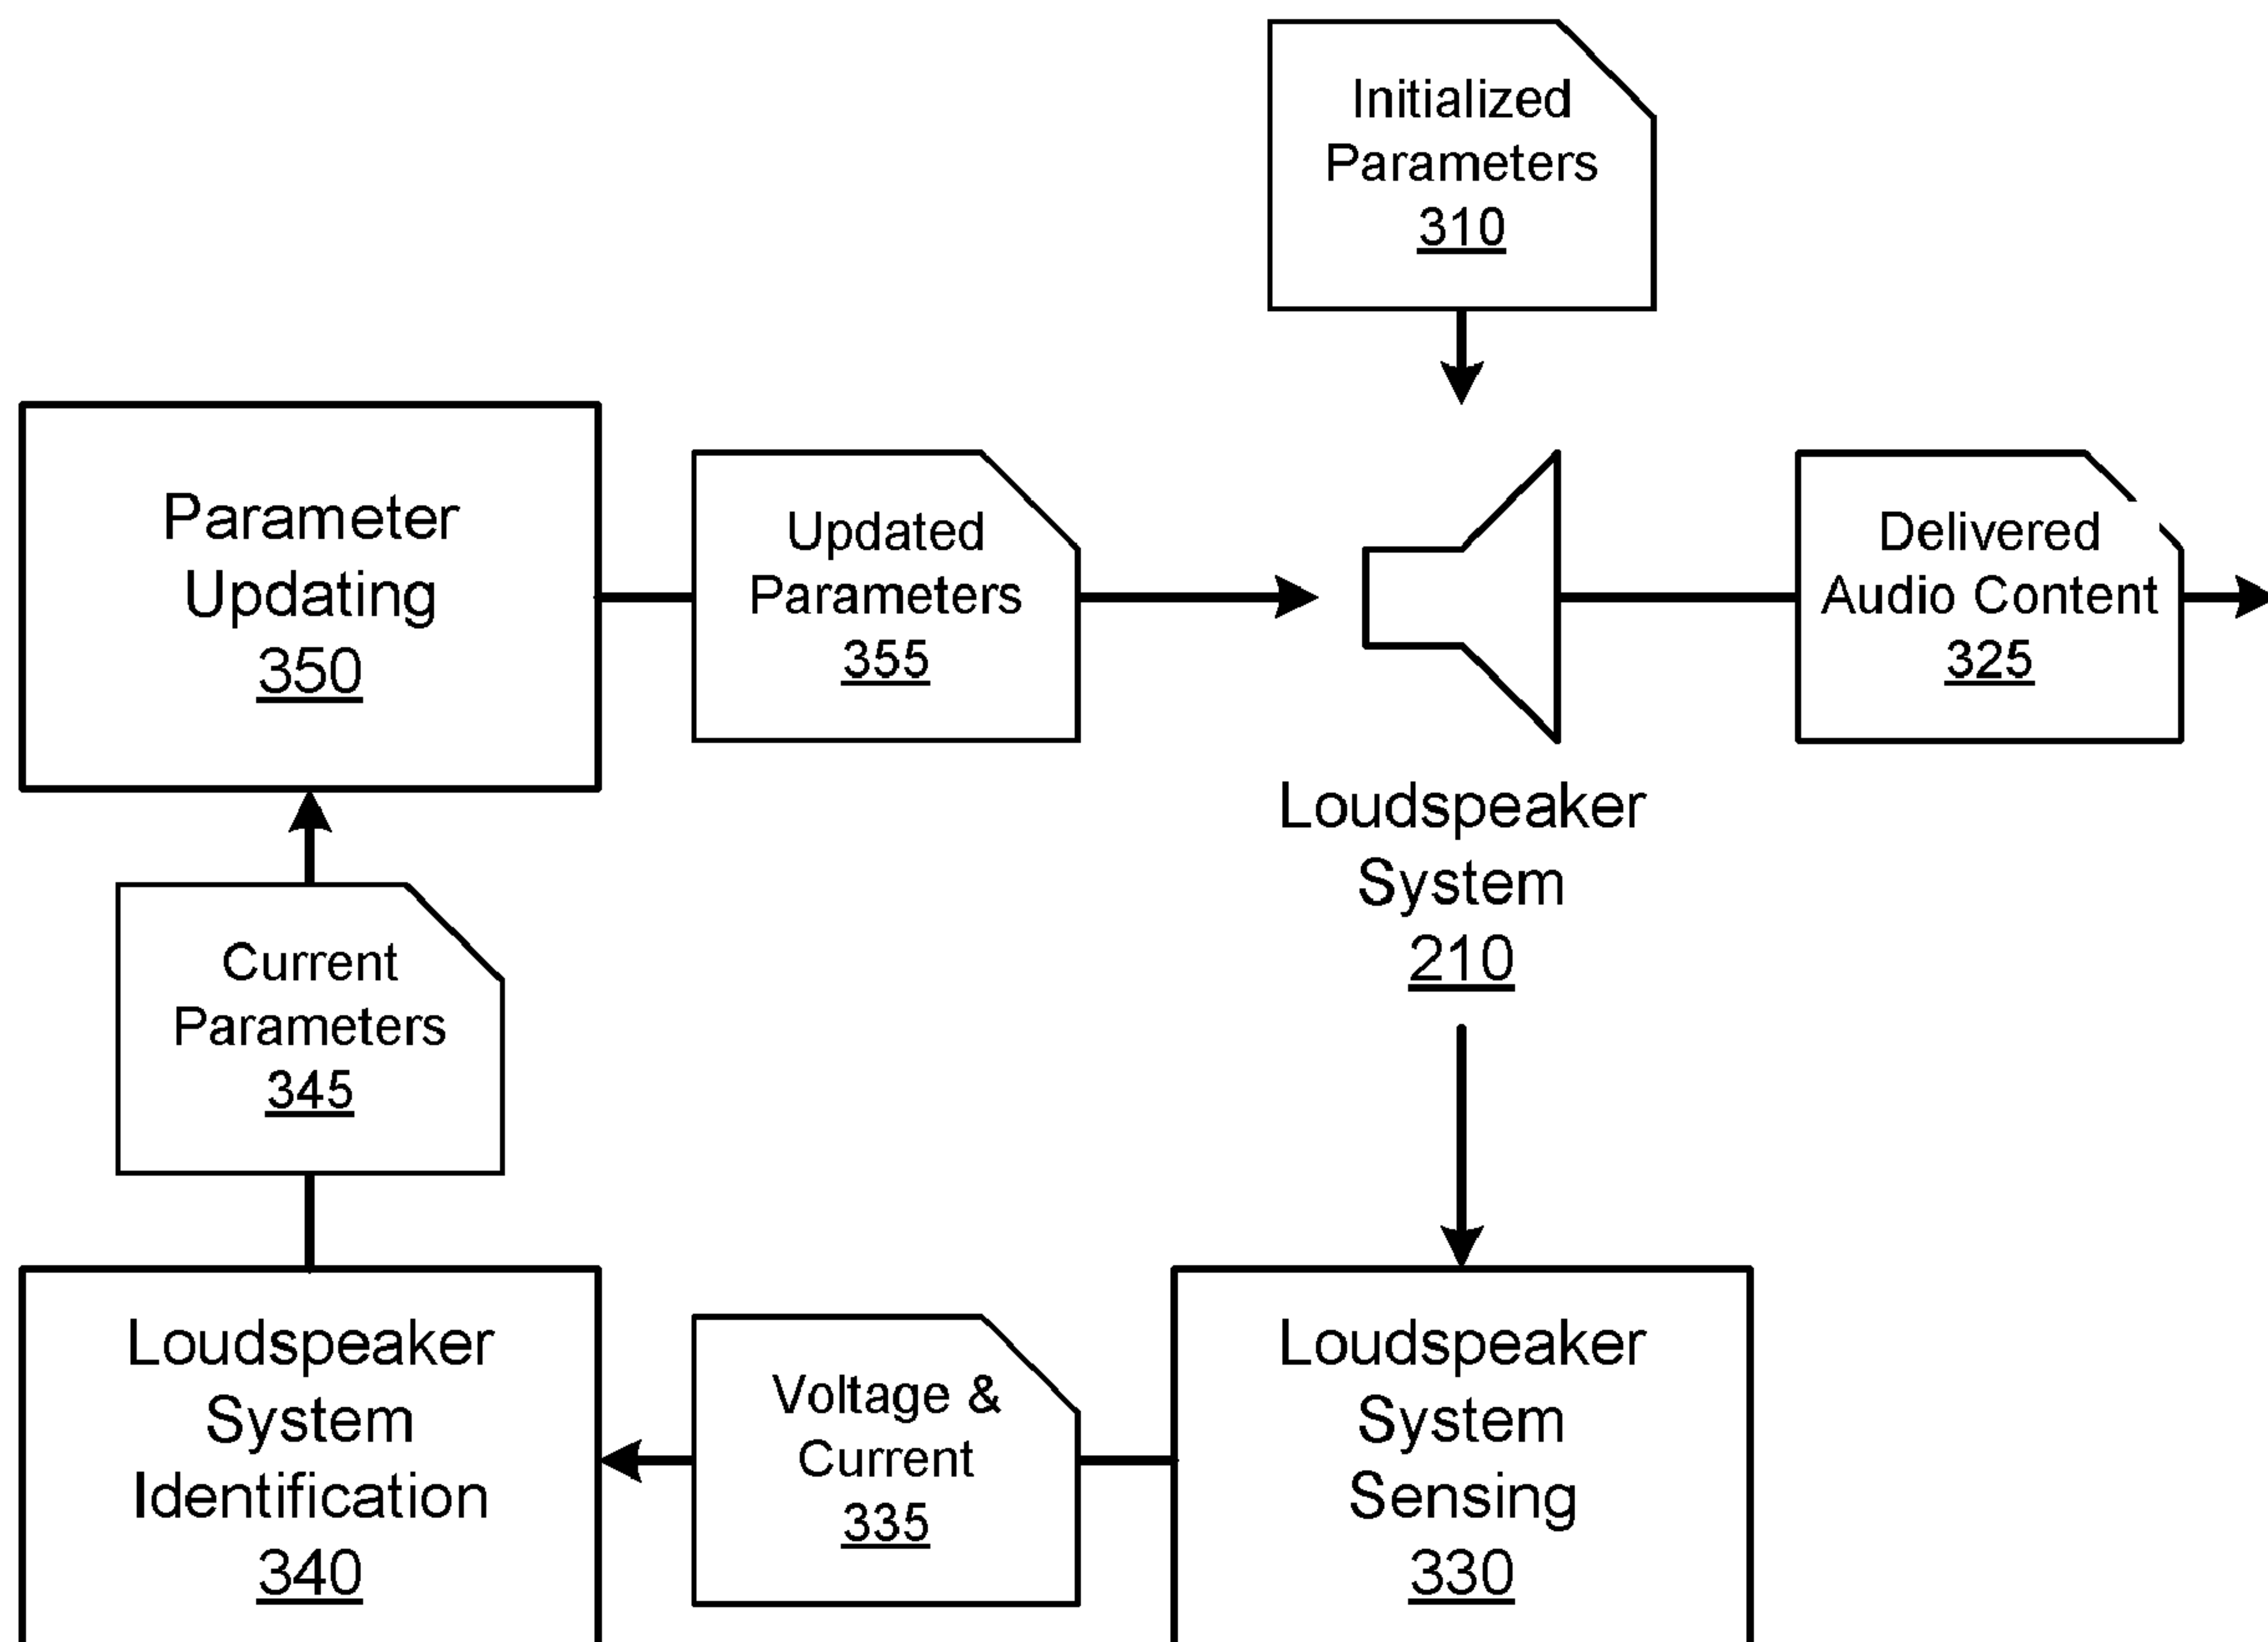 Initialized
Parameters
310
Parameter
Updating
350
Updated
Parameters
355
Delivered
Audio Content
325
Loudspeaker
System
210
Current
Parameters
345
Loudspeaker
System
Identification
340
Voltage &
Current
335
Loudspeaker
System
Sensing
330